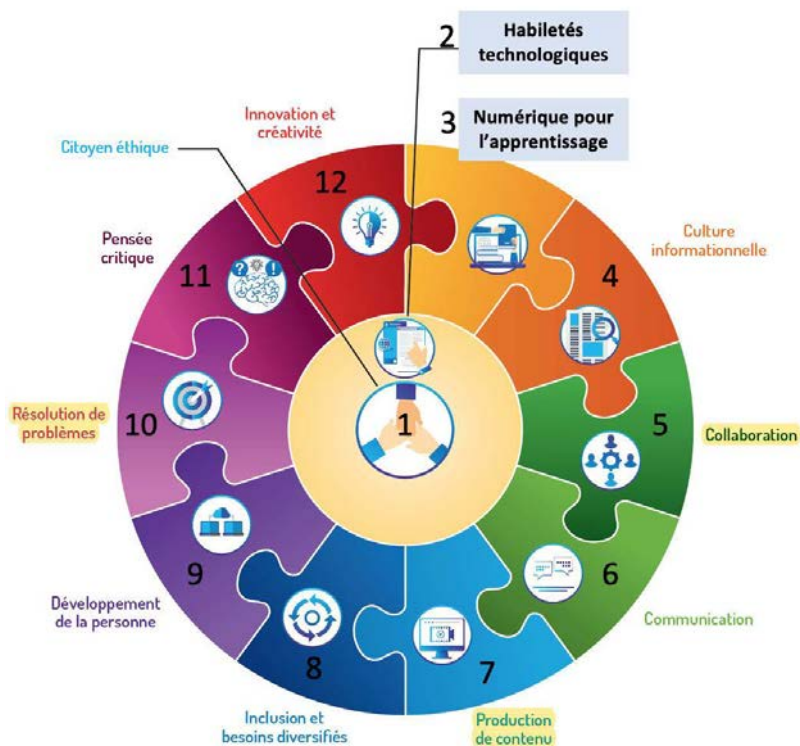 2
Habiletés
technologiques
3
Numérique pour
l'apprentissage
Innovation et
créativité
12
Citoyen éthique
Pensée
critique
11
Culture
informationnelle
4
1
Résolution de
problèmes
10
5
Collaboration
9
6
Développement
de la personne
Communication
8
7
Inclusion et
besoins diversifiés
Production
de contenu